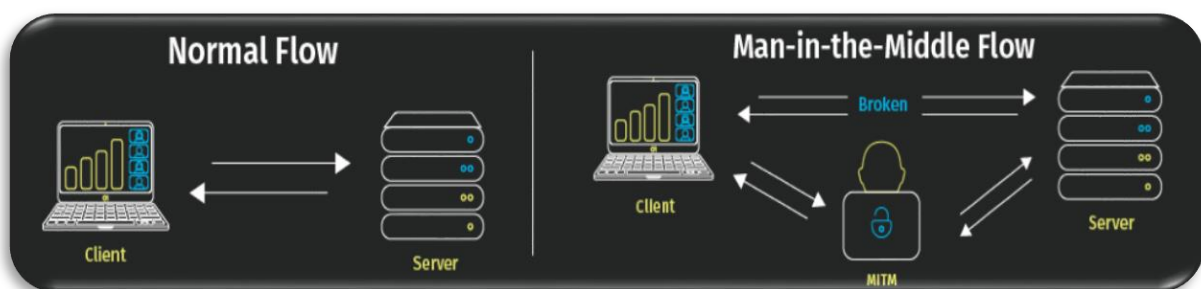 Normal Flow
Client
Server
Man-in-the-Middle Flow
Broken
Client
MITM
Server